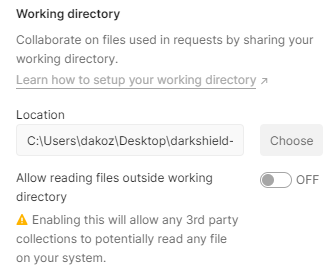 Working directory
Collaborate on files used in requests by sharing your
working directory.
Learn how to setup your working directory ↗
Location
C:\Users\dakoz\Desktop\darkshield-
Choose
Allow reading files outside working
directory
OFF
⚠ Enabling this will allow any 3rd party
collections to potentially read any file
on your system.